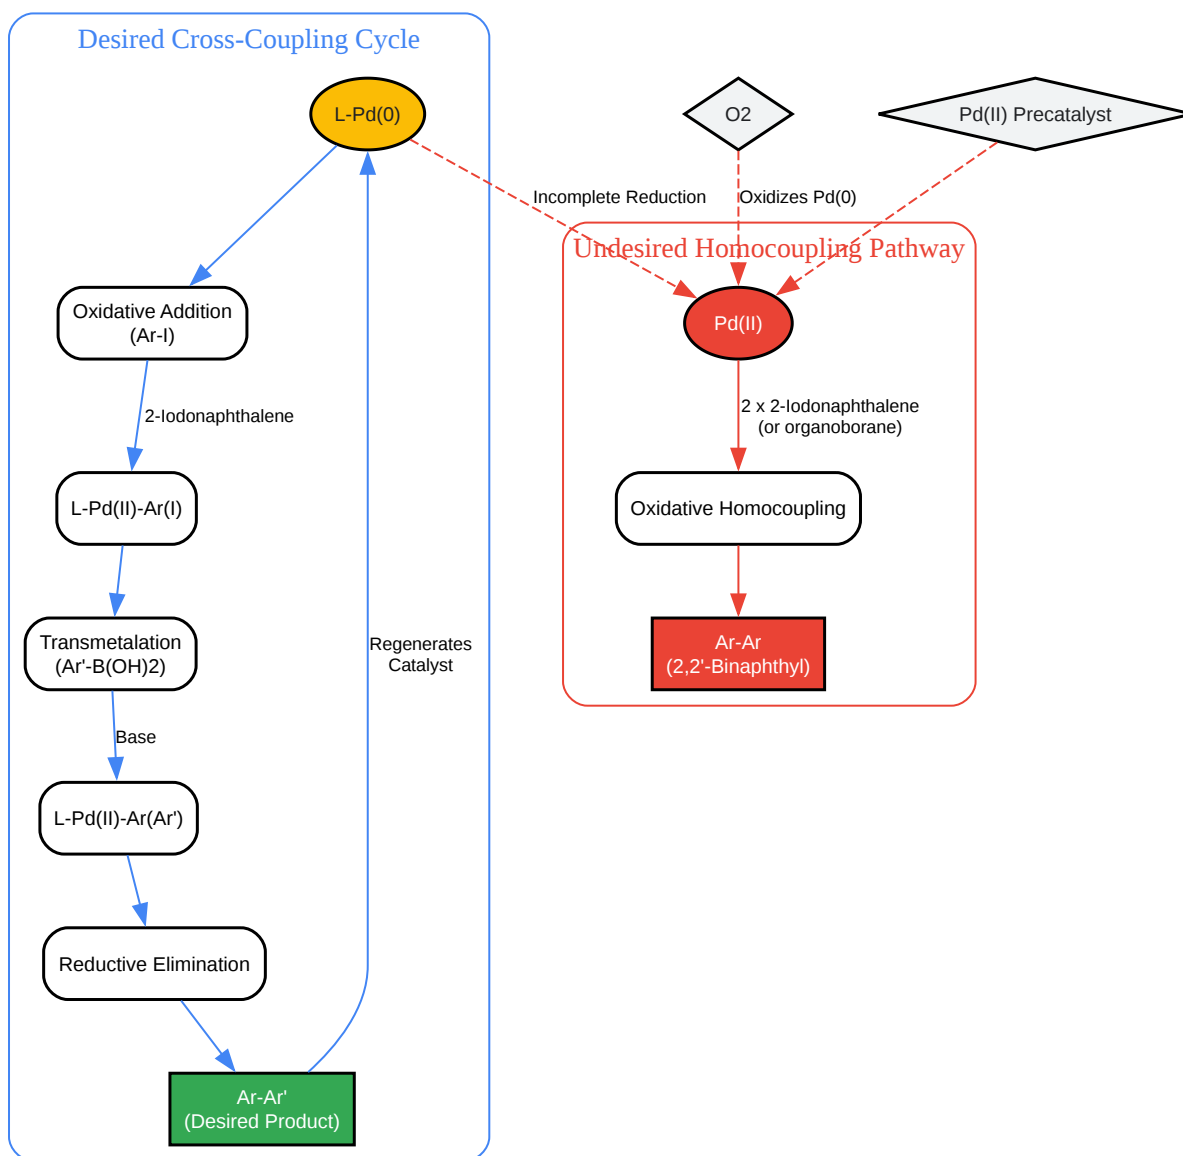 Desired Cross-Coupling Cycle
L-Pd(0)
O2
Pd(II) Precatalyst
Incomplete Reduction
Oxidizes Pd(0)
Undesired Homocoupling Pathway
Oxidative Addition
(Ar-I)
Pd(II)
2-Iodonaphthalene
2 x 2-Iodonaphthalene
(or organoborane)
L-Pd(II)-Ar(I)
Oxidative Homocoupling
Transmetalation
(Ar'-B(OH)2)
Regenerates
Catalyst
Ar-Ar
(2,2'-Binaphthyl)
Base
L-Pd(II)-Ar(Ar')
Reductive Elimination
Ar-Ar'
(Desired Product)